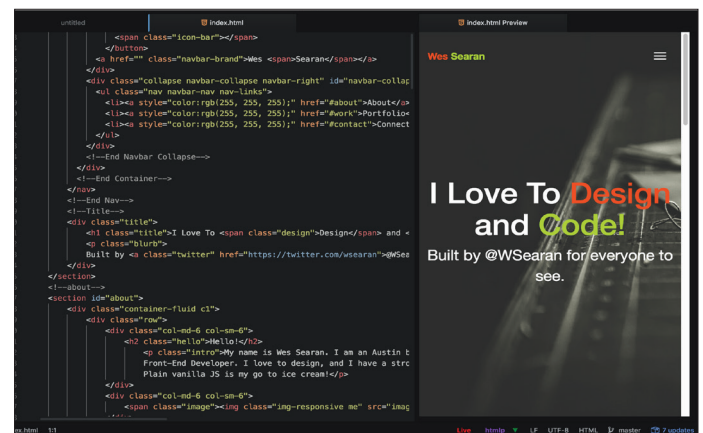 untitled
index.html
index.html Preview
<span class="icon-bar"></span>
</button>
<a href="" class="navbar-brand">Wes <span>Searan</span></a>
</div>
<div class="collapse navbar-collapse navbar-right" id="navbar-collap
<ul class="nav navbar-nav nav-links">
<li><a style="color:rgb(255, 255, 255);" href="#about">About</a>
<li><a style="color:rgb(255, 255, 255);" href="#work">Portfolio<
<li><a style="color:rgb(255, 255, 255);" href="#contact">Connect
</ul>
</div>
<!--End Navbar Collapse-->
</div>
<!--End Container-->
</nav>
<!--End Nav-->
<!--Title-->
<div class="title">
<h1 class="title">I Love To <span class="design">Design</span> and <
<p class="blurb">
Built by <a class="twitter" href="https://twitter.com/wsearan">@WSea
</div>
</section>
<!--about-->
<section id="about">
<div class="container-fluid c1">
<div class="row">
<div class="col-md-6 col-sm-6">
<h2 class="hello">Hello!</h2>
<p class="intro">My name is Wes Searan. I am an Austin b
Front-End Developer. I love to design, and I have a stro
Plain vanilla JS is my go to ice cream!</p>
</div>
<div class="col-md-6 col-sm-6">
<span class="image"><img class="img-responsive me" src="imag
Wes Searan
I Love To Design
and Code!
Built by @WSearan for everyone to
see.
ex.html 1:1
Live htmlp LF UTF-8 HTML master 7 updates